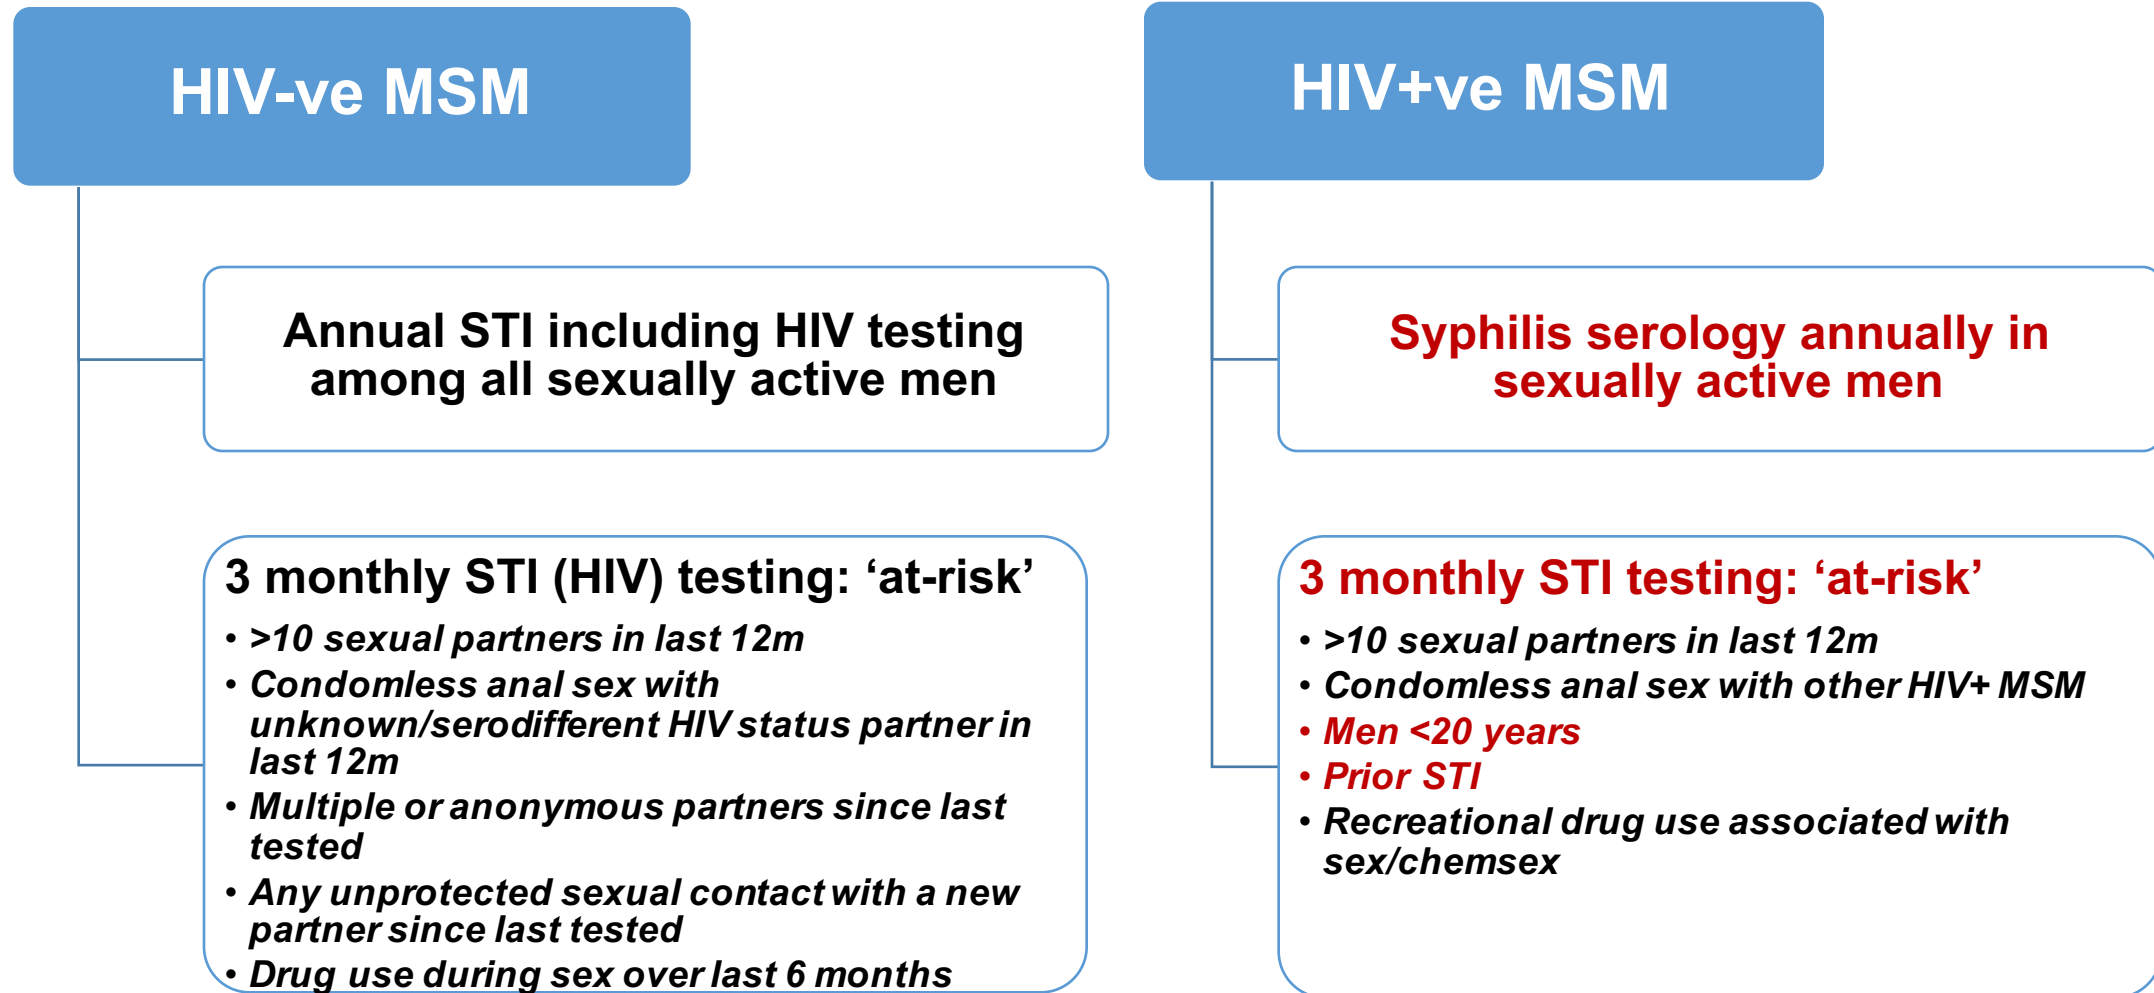 HIV-ve MSM
Annual STI including HIV testing
among all sexually active men
3 monthly STI (HIV) testing: ‘at-risk’
• >10 sexual partners in last 12m
• Condomless anal sex with
unknown/serodifferent HIV status partner in
last 12m
• Multiple or anonymous partners since last
tested
• Any unprotected sexual contact with a new
partner since last tested
• Drug use during sex over last 6 months
HIV+ve MSM
Syphilis serology annually in
sexually active men
3 monthly STI testing: ‘at-risk’
• >10 sexual partners in last 12m
• Condomless anal sex with other HIV+ MSM
• Men <20 years
• Prior STI
• Recreational drug use associated with
sex/chemsex